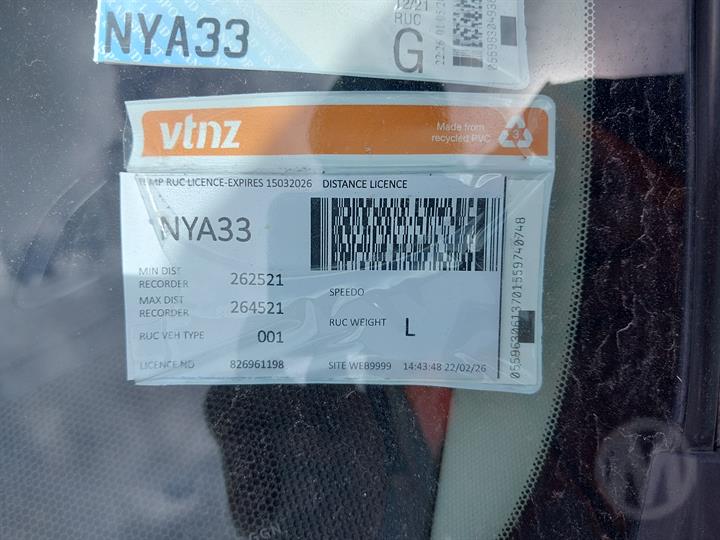 12/21
NYA33
RUC
G
vtnz
Made from
recycled PVC
3
TEMP RUC LICENCE-EXPIRES 15032026 DISTANCE LICENCE
NYA33
MIN DIST
RECORDER 262521
MAX DIST
RECORDER 264521
RUC VEH TYPE 001
LICENCE NO 826961198
SPEEDO
RUC WEIGHT L
SITE WEB9999 14:43:48 22/02/26
0559630613701559740748
M